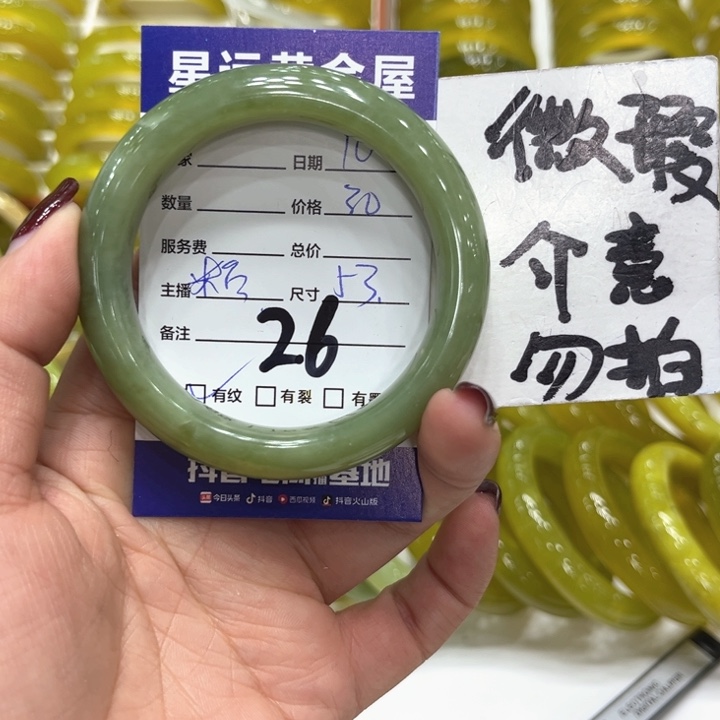 星运黄金屋
家 日期 10
数量 价格 30
服务费 总价
主播 尺寸 53
备注
26
有纹 有裂 有
基地
今日头条 抖音 西瓜视频 抖音火山版
微瑕
介意
勿拍